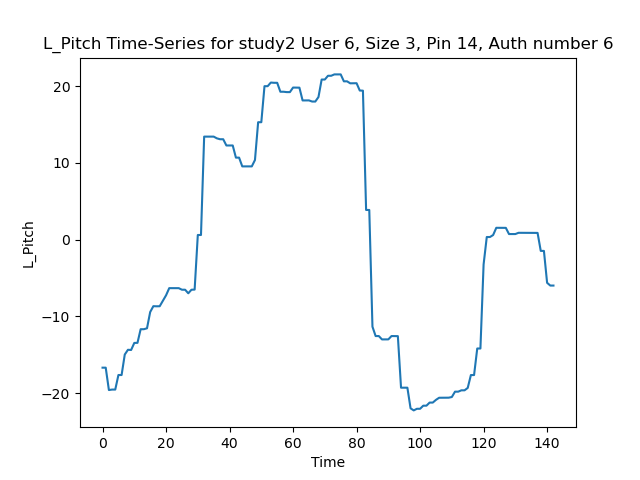 L_Pitch Time-Series for study2 User 6, Size 3, Pin 14, Auth number 6
20
10
0
−10
−20
L_Pitch
0 20 40 60 80 100 120 140
Time